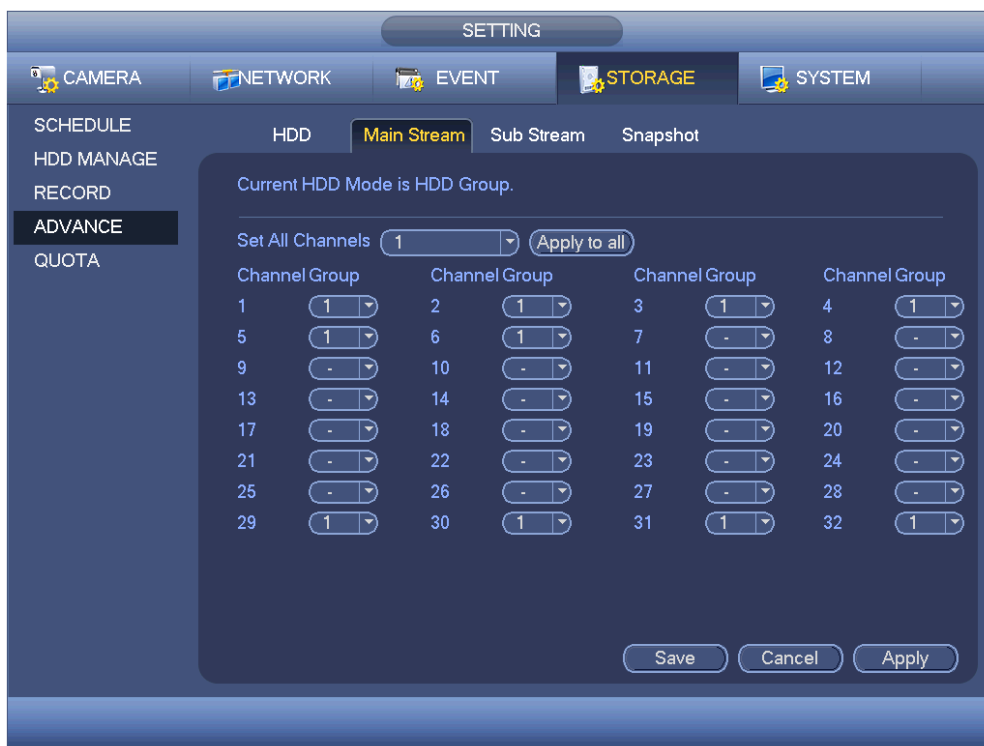 SETTING
CAMERA NETWORK EVENT STORAGE SYSTEM
SCHEDULE
HDD MANAGE
RECORD
ADVANCE
QUOTA
HDD Main Stream Sub Stream Snapshot
Current HDD Mode is HDD Group.
Set All Channels 1 Apply to all
Channel Group Channel Group Channel Group Channel Group
1 1 2 1 3 1 4 1
5 1 6 1 7 - 8 -
9 - 10 - 11 - 12 -
13 - 14 - 15 - 16 -
17 - 18 - 19 - 20 -
21 - 22 - 23 - 24 -
25 - 26 - 27 - 28 -
29 1 30 1 31 1 32 1
Save Cancel Apply